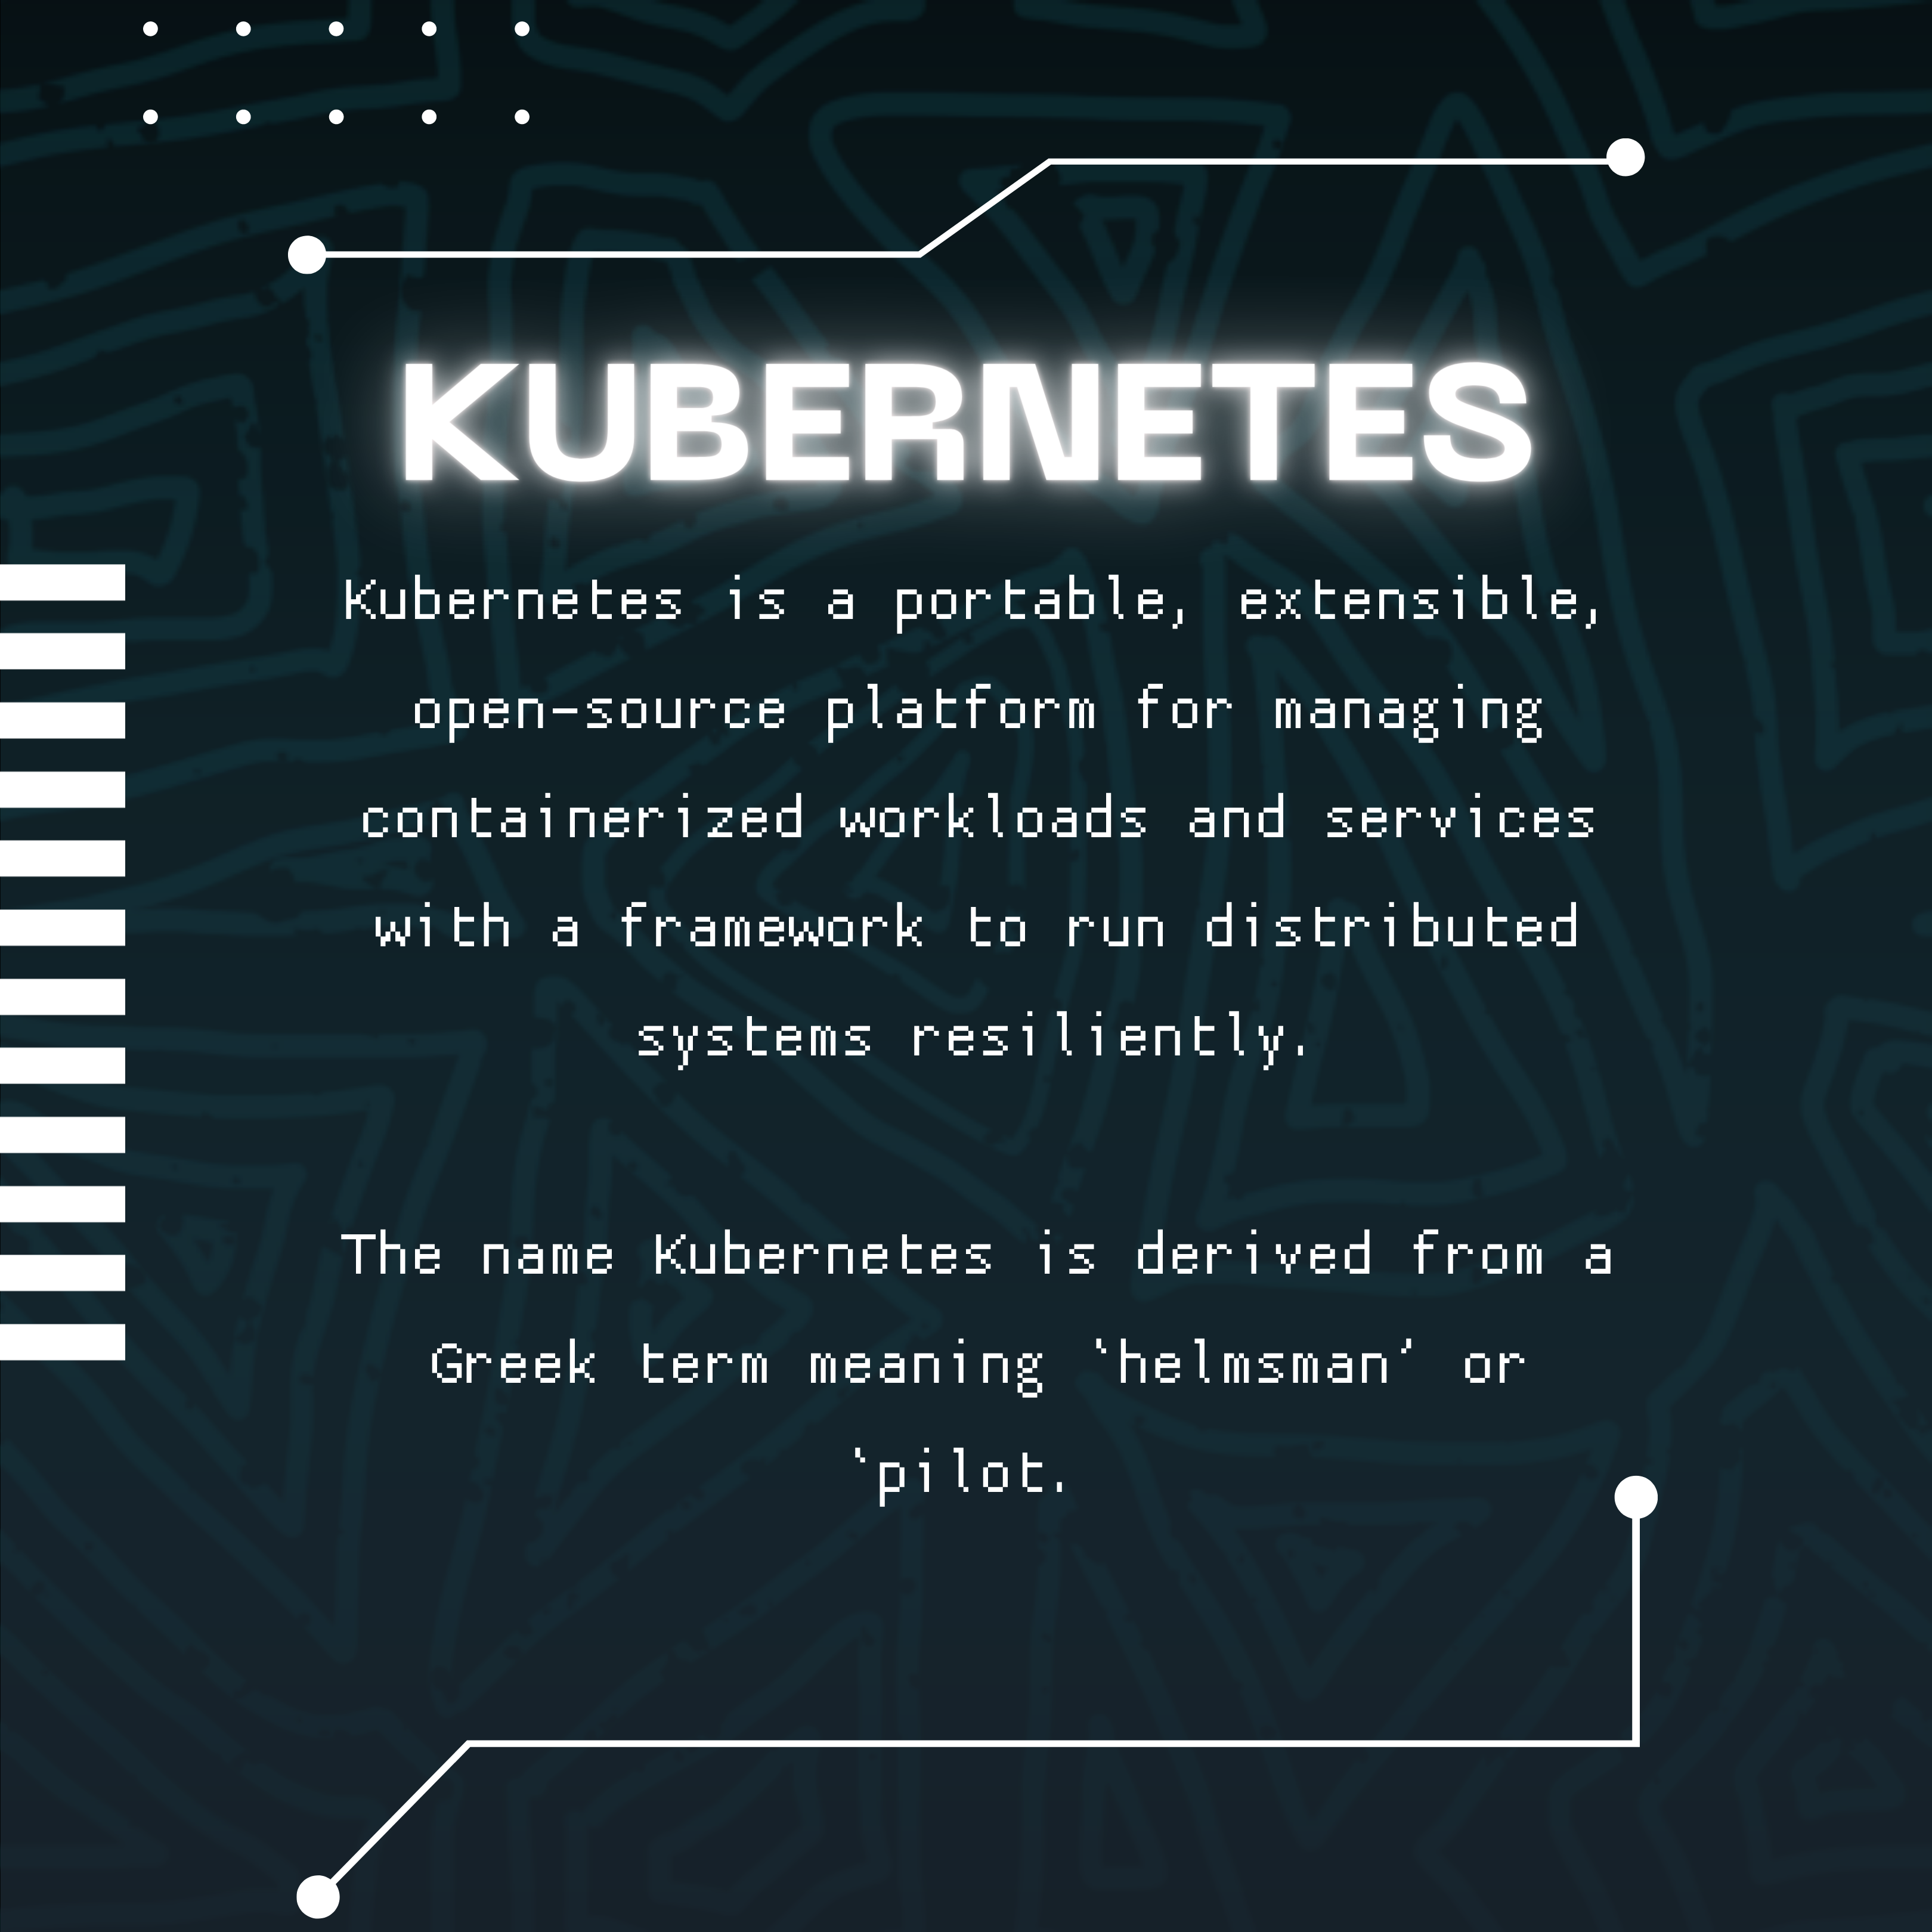 KUBERNETES
Kubernetes is a portable, extensible,
open-source platform for managing
containerized workloads and services
with a framework to run distributed
systems resiliently.
The name Kubernetes is derived from a
Greek term meaning ‘helmsman’ or
‘pilot.